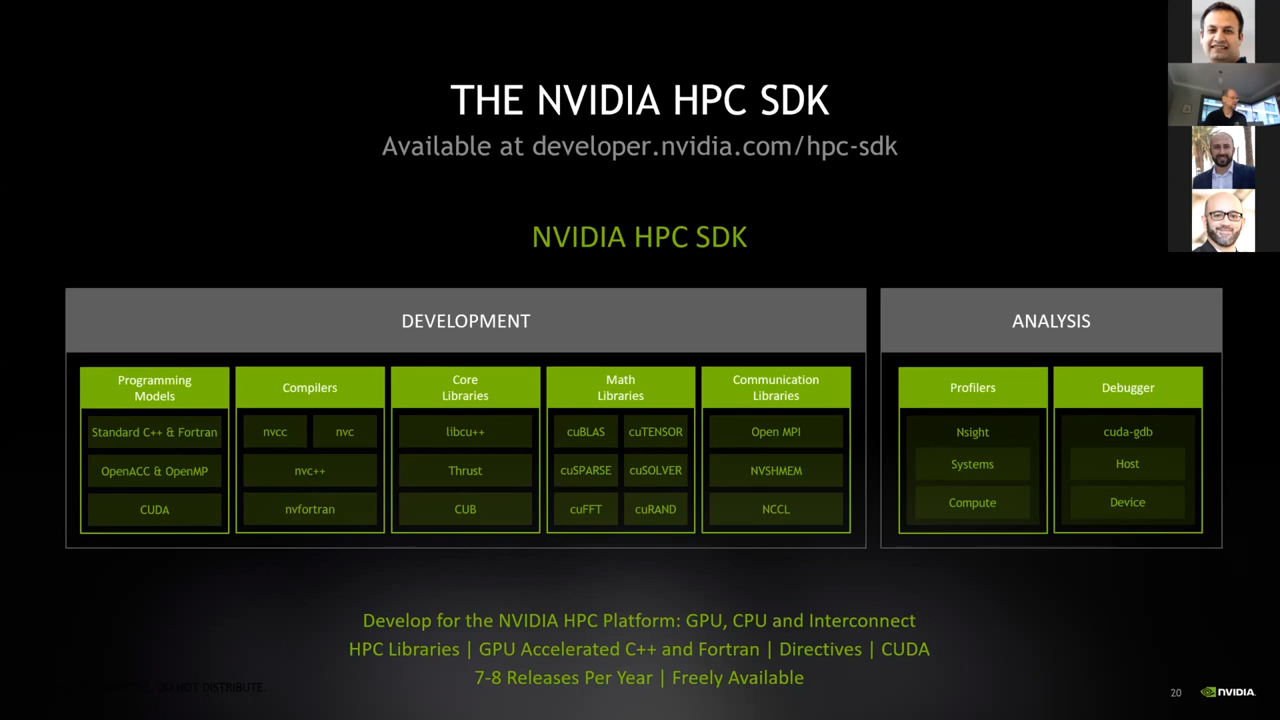 THE NVIDIA HPC SDK
Available at developer.nvidia.com/hpc-sdk
NVIDIA HPC SDK
DEVELOPMENT
Programming
Models
Standard C++ & Fortran
OpenACC & OpenMP
CUDA
Compilers
nvcc nvc
nvc++
nvfortran
Core
Libraries
libcu++
Thrust
CUB
Math
Libraries
cuBLAS cuTENSOR
cuSPARSE cuSOLVER
cuFFT cuRAND
Communication
Libraries
Open MPI
NVSHMEM
NCCL
ANALYSIS
Profilers
Nsight
Systems
Compute
Debugger
cuda-gdb
Host
Device
Develop for the NVIDIA HPC Platform: GPU, CPU and Interconnect
HPC Libraries | GPU Accelerated C++ and Fortran | Directives | CUDA
7-8 Releases Per Year | Freely Available
DO NOT DISTRIBUTE.
20 NVIDIA.